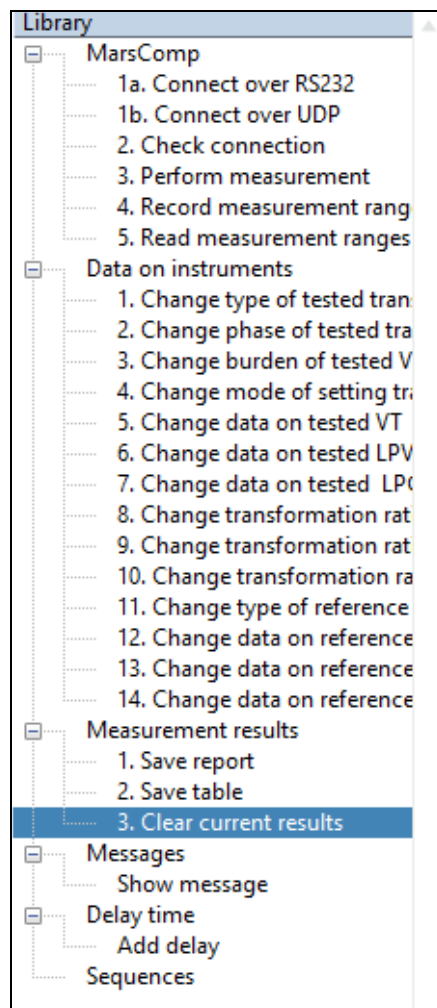 Library
MarsComp
1a. Connect over RS232
1b. Connect over UDP
2. Check connection
3. Perform measurement
4. Record measurement rang
5. Read measurement ranges
Data on instruments
1. Change type of tested tran
2. Change phase of tested tra
3. Change burden of tested V
4. Change mode of setting tra
5. Change data on tested VT
6. Change data on tested LPV
7. Change data on tested LPC
8. Change transformation rat
9. Change transformation rat
10. Change transformation ra
11. Change type of reference
12. Change data on reference
13. Change data on reference
14. Change data on reference
Measurement results
1. Save report
2. Save table
3. Clear current results
Messages
Show message
Delay time
Add delay
Sequences